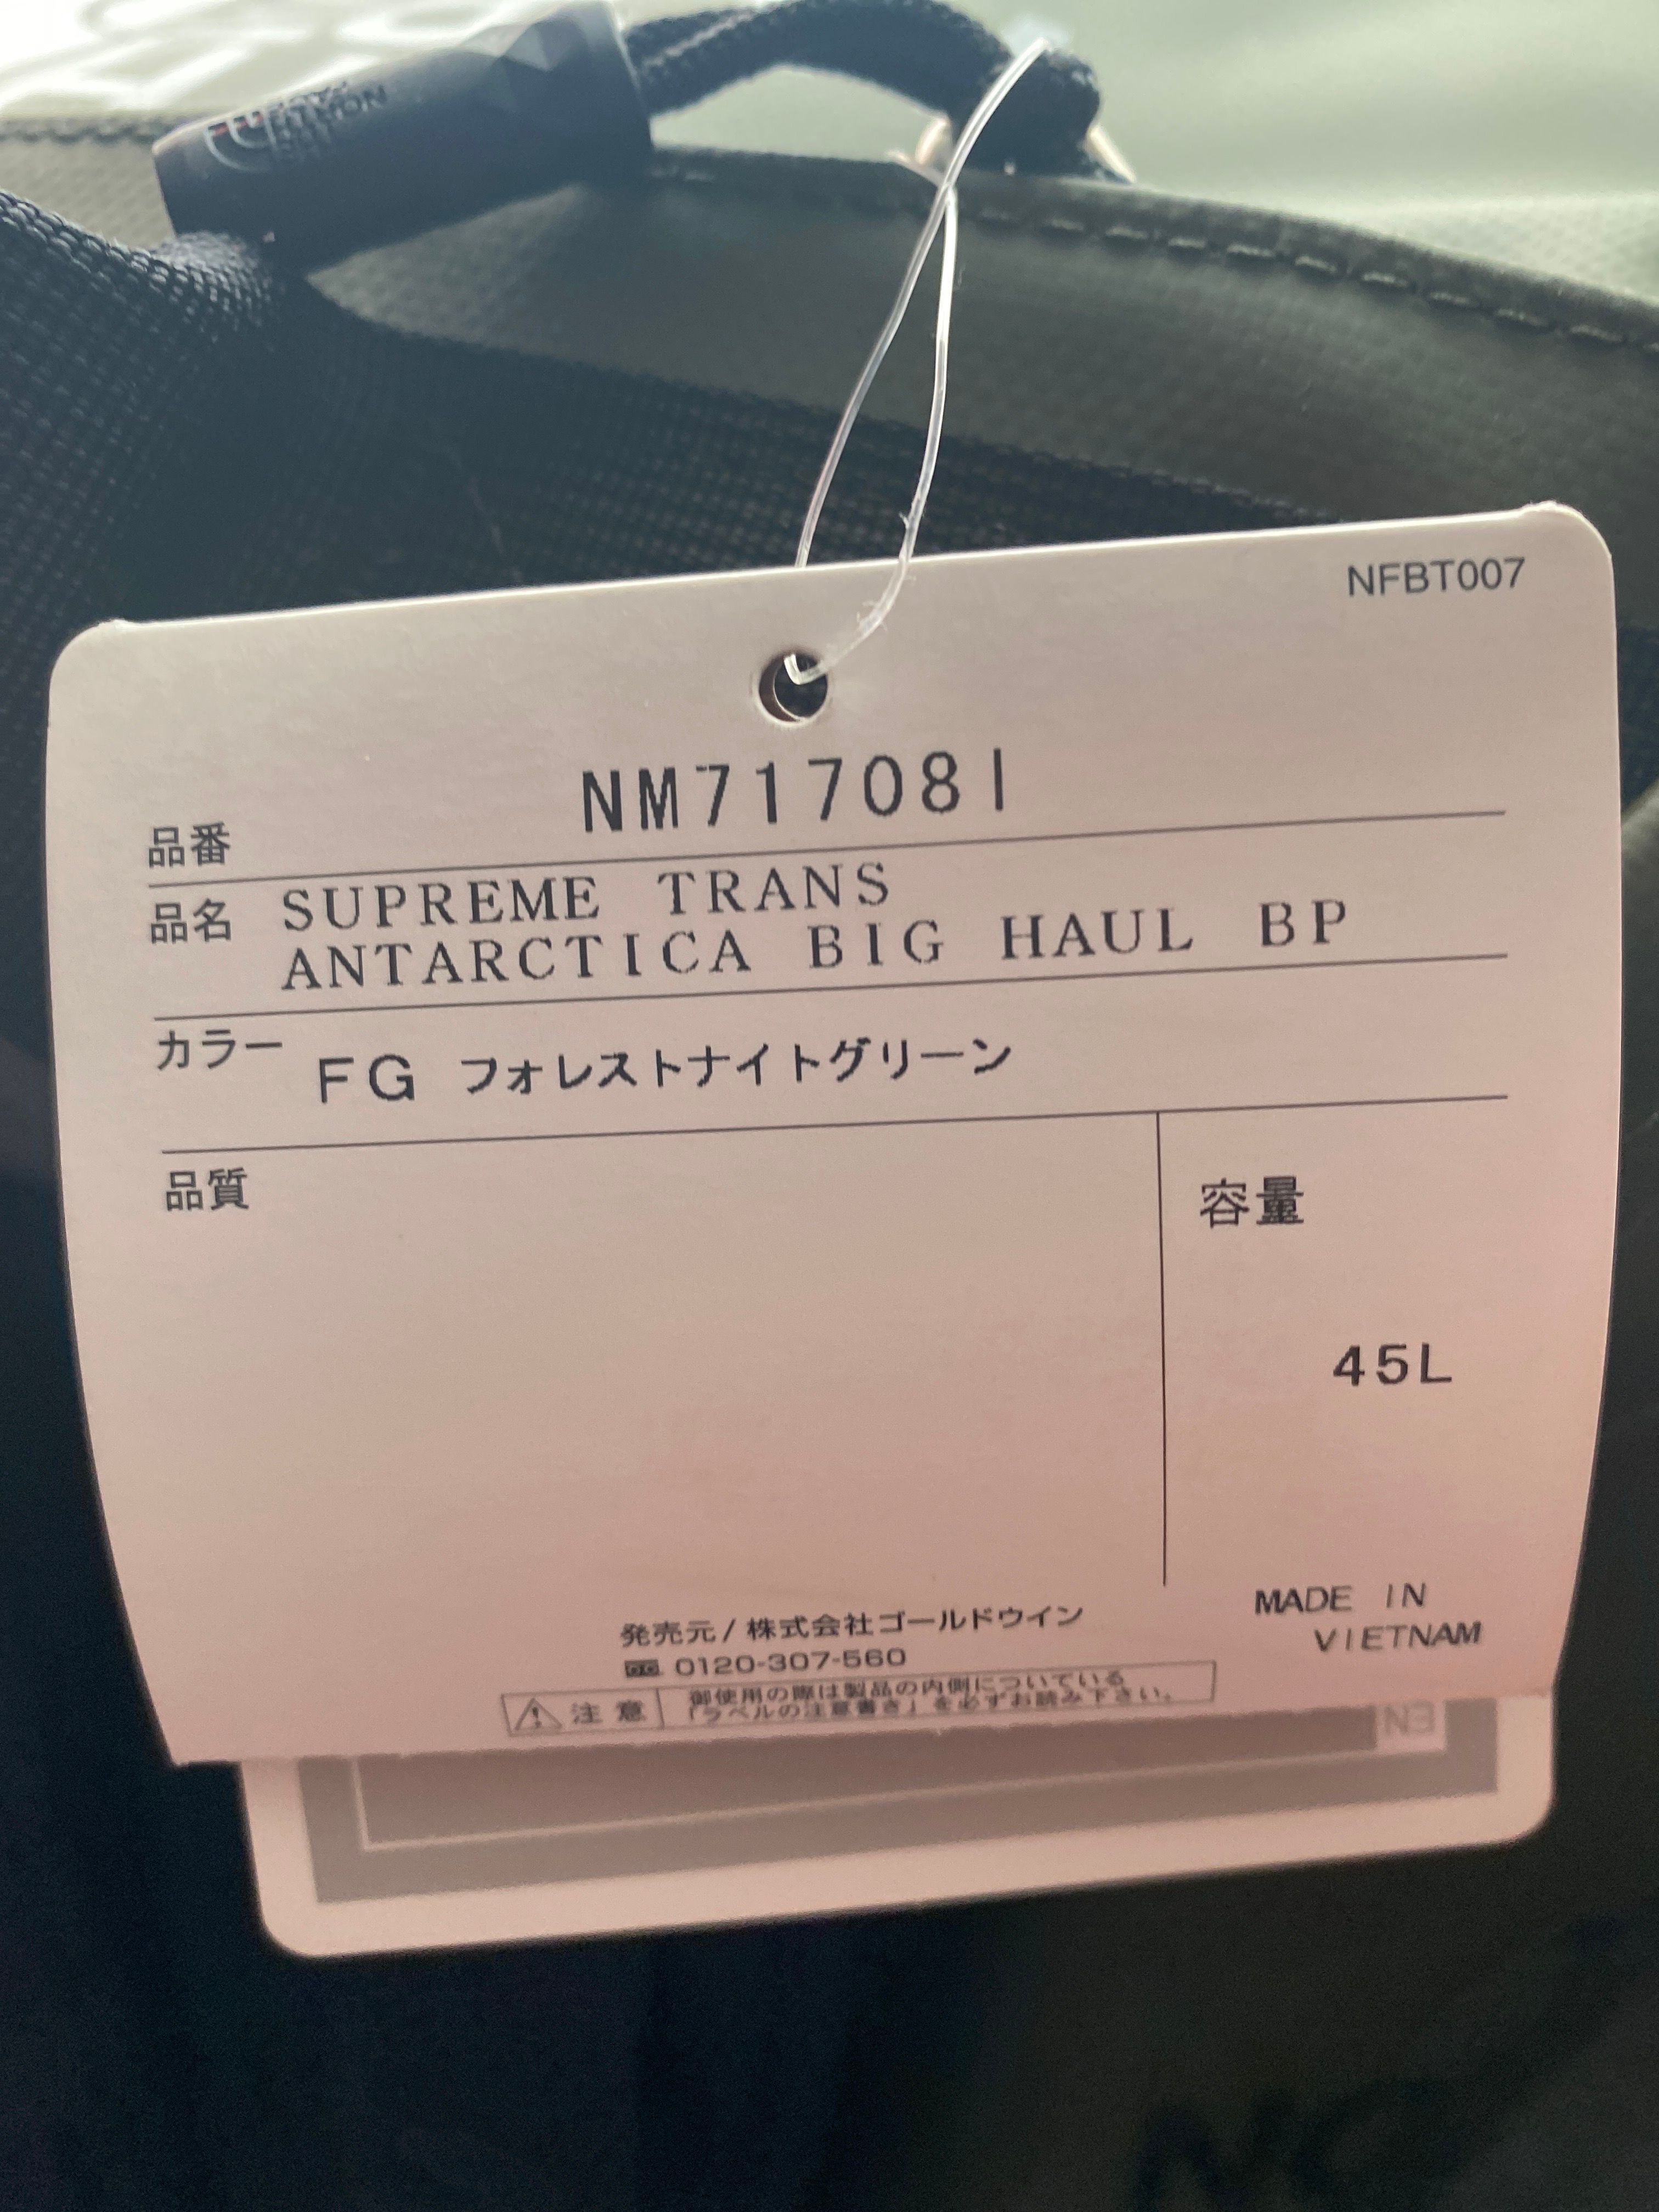 NFBT007
品番 NM71708I
品名 SUPREME TRANS
ANTARCTICA BIG HAUL BP
カラー FG フォレストナイトグリーン
品質
容量
45L
発売元/株式会社ゴールドウイン
0120-307-560
MADE IN
VIETNAM
注意
御使用の際は製品の内側についている
「ラベルの注意書き」を必ずお読み下さい。